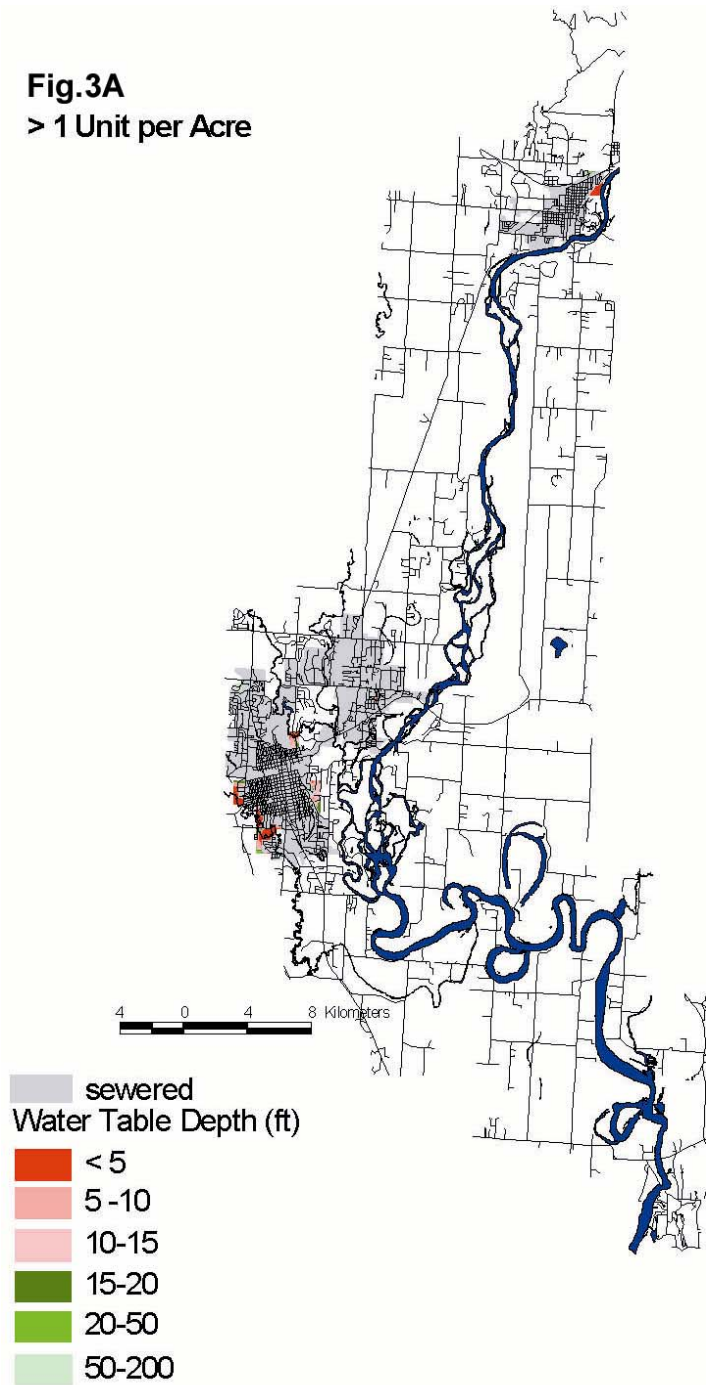 Fig.3A
> 1 Unit per Acre
4 0 4 8 Kilometers
sewered
Water Table Depth (ft)
< 5
5 -10
10-15
15-20
20-50
50-200